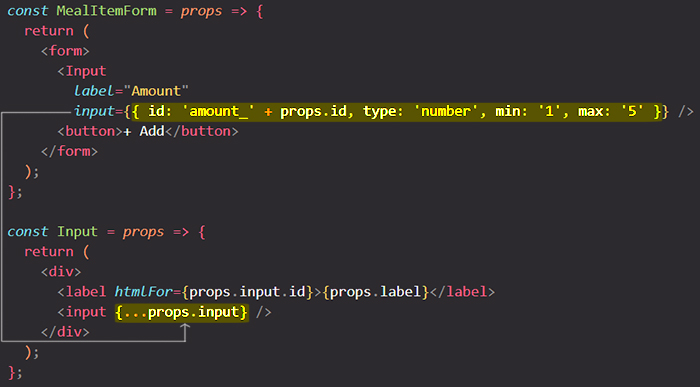 const MealItemForm = props => {
  return (
    <form>
      <Input
        label="Amount"
        input={{ id: 'amount_' + props.id, type: 'number', min: '1', max: '5' }} />
      <button>+ Add</button>
    </form>
  );
};
const Input = props => {
  return (
    <div>
      <label htmlFor={props.input.id}>{props.label}</label>
      <input {...props.input} />
    </div>
  );
};